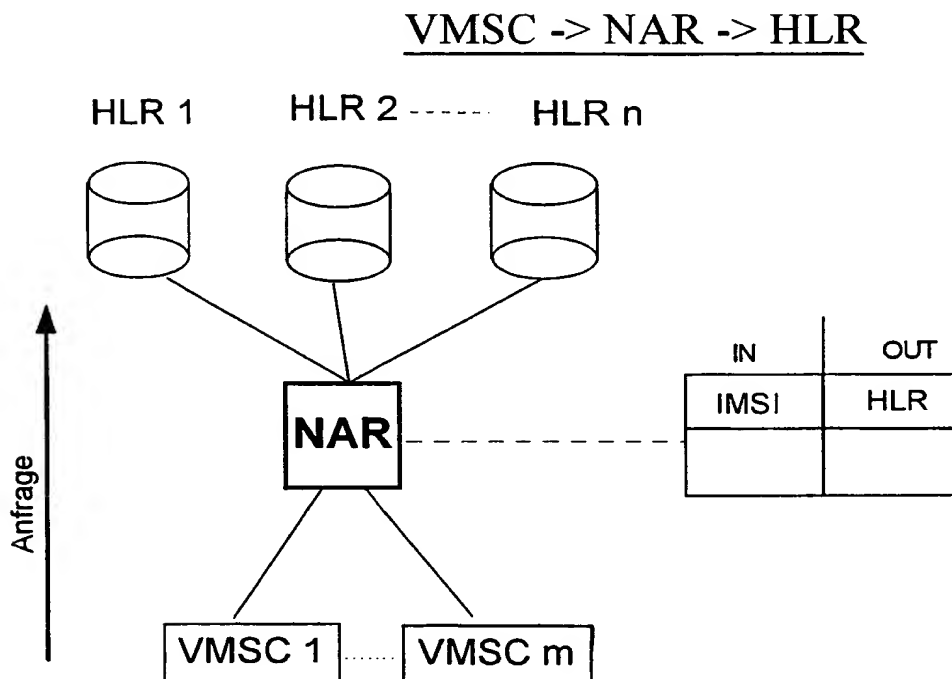 VMSC -> NAR -> HLR
HLR 1 HLR 2 HLR n
IN OUT
IMSI HLR
NAR
Anfrage
VMSC 1 VMSC m